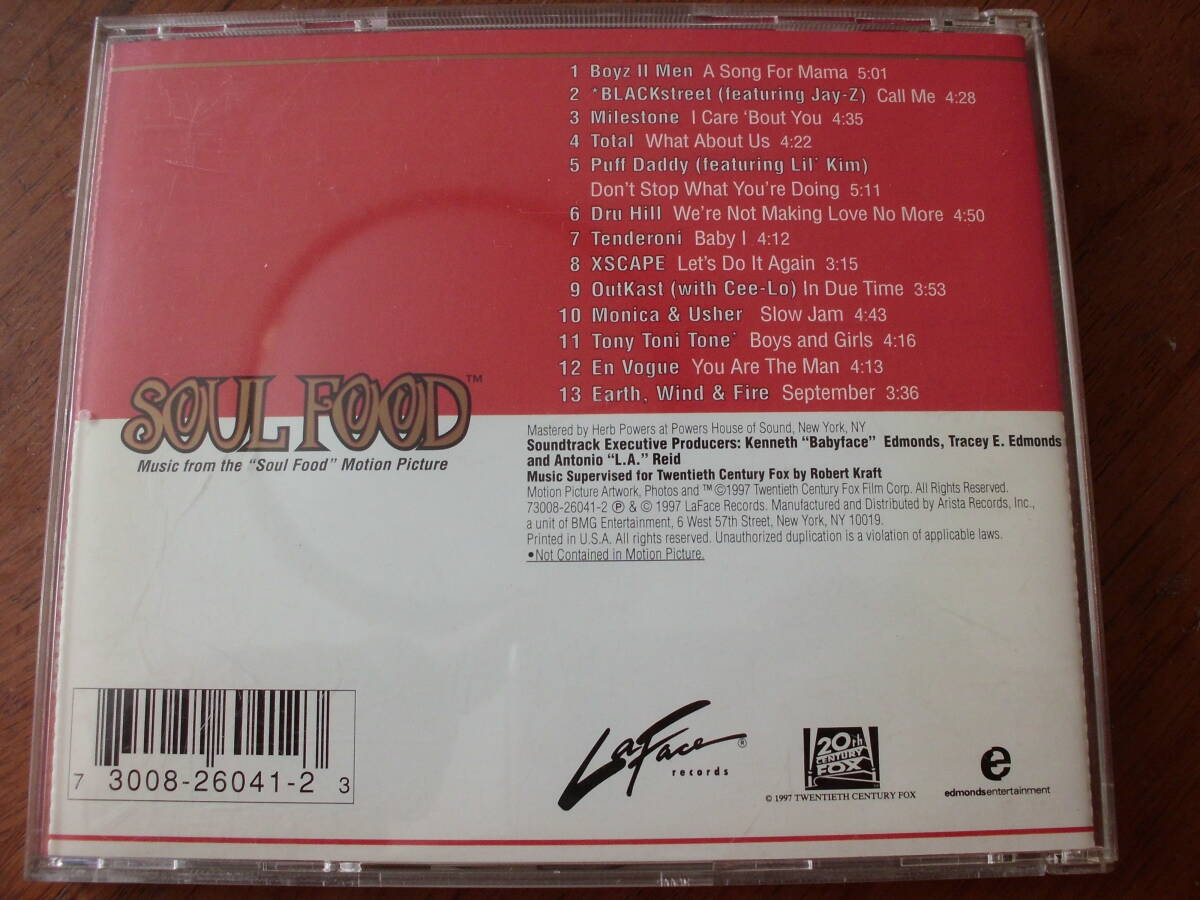 1 Boyz II Men A Song For Mama 5:01
2 *BLACKstreet (featuring Jay-Z) Call Me 4:28
3 Milestone I Care 'Bout You 4:35
4 Total What About Us 4:22
5 Puff Daddy (featuring Lil' Kim)
Don't Stop What You're Doing 5:11
6 Dru Hill We're Not Making Love No More 4:50
7 Tenderoni Baby I 4:12
8 XSCAPE Let's Do It Again 3:15
9 OutKast (with Cee-Lo) In Due Time 3:53
10 Monica & Usher Slow Jam 4:43
11 Tony Toni Tone' Boys and Girls 4:16
12 En Vogue You Are The Man 4:13
13 Earth, Wind & Fire September 3:36
SOUL FOOD™
Music from the "Soul Food" Motion Picture
Mastered by Herb Powers at Powers House of Sound, New York, NY
Soundtrack Executive Producers: Kenneth "Babyface" Edmonds, Tracey E. Edmonds
and Antonio "L.A." Reid
Music Supervised for Twentieth Century Fox by Robert Kraft
Motion Picture Artwork, Photos and ™©1997 Twentieth Century Fox Film Corp. All Rights Reserved.
73008-26041-2 ℗ & © 1997 LaFace Records. Manufactured and Distributed by Arista Records, Inc.,
a unit of BMG Entertainment, 6 West 57th Street, New York, NY 10019.
Printed in U.S.A. All rights reserved. Unauthorized duplication is a violation of applicable laws.
•Not Contained in Motion Picture.
7 3008-26041-2 3
LaFace®
records
20th
CENTURY
FOX
© 1997 TWENTIETH CENTURY FOX
e
edmondsentertainment